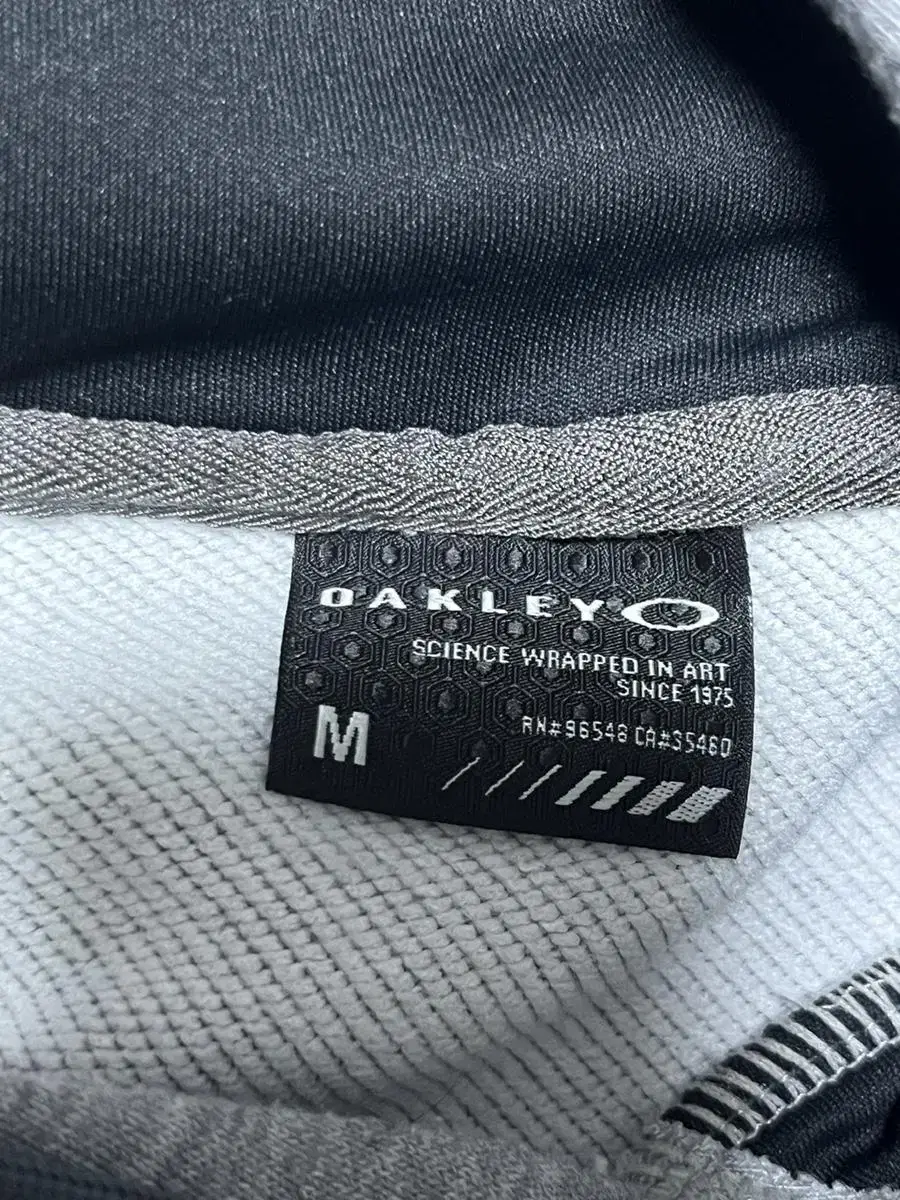 OAKLEY
SCIENCE WRAPPED IN ART
SINCE 1975
RN#96548 CA#35460
M